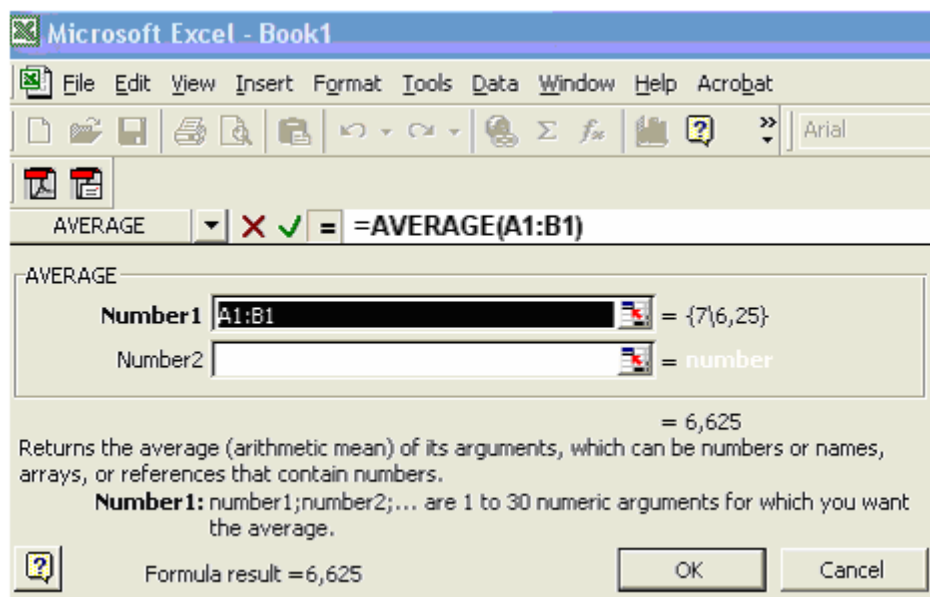 Microsoft Excel - Book1
File Edit View Insert Format Tools Data Window Help Acrobat
Arial
AVERAGE = =AVERAGE(A1:B1)
AVERAGE
Number1 A1:B1 = {7\6,25}
Number2 = number
= 6,625
Returns the average (arithmetic mean) of its arguments, which can be numbers or names,
arrays, or references that contain numbers.
Number1: number1;number2;... are 1 to 30 numeric arguments for which you want
the average.
Formula result =6,625 OK Cancel